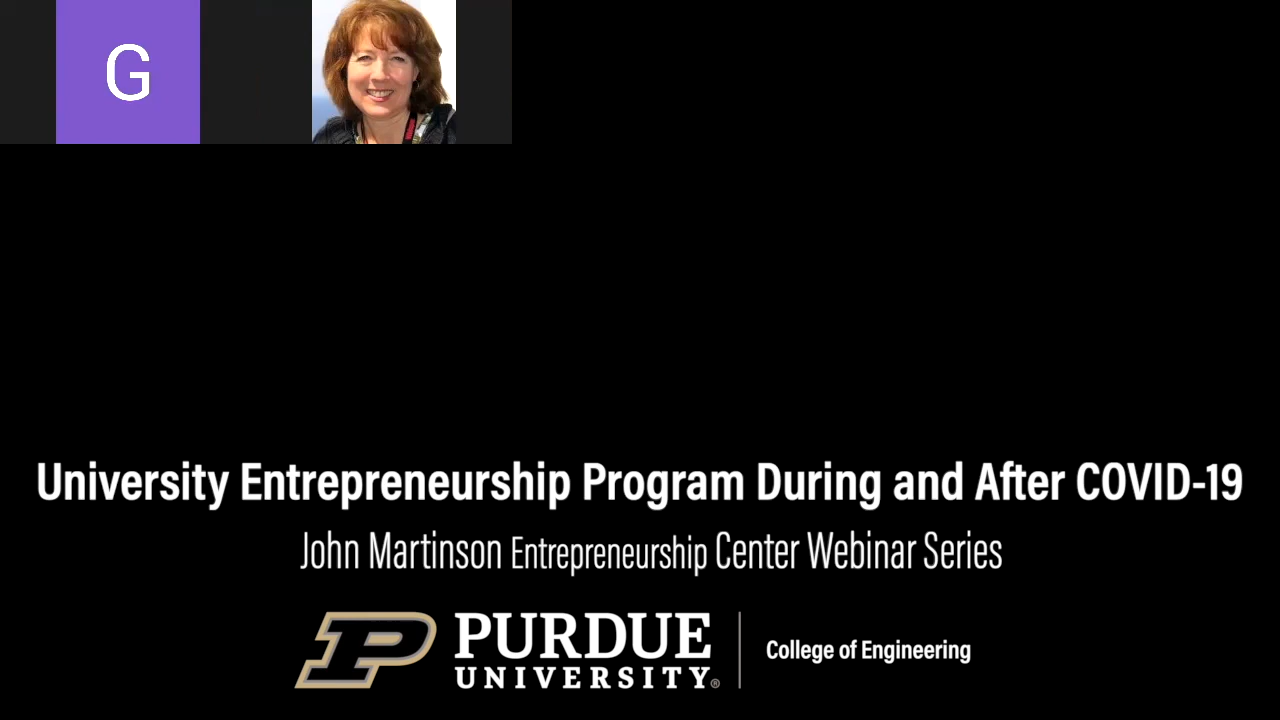 G
University Entrepreneurship Program During and After COVID-19
John Martinson Entrepreneurship Center Webinar Series
P PURDUE UNIVERSITY®
College of Engineering